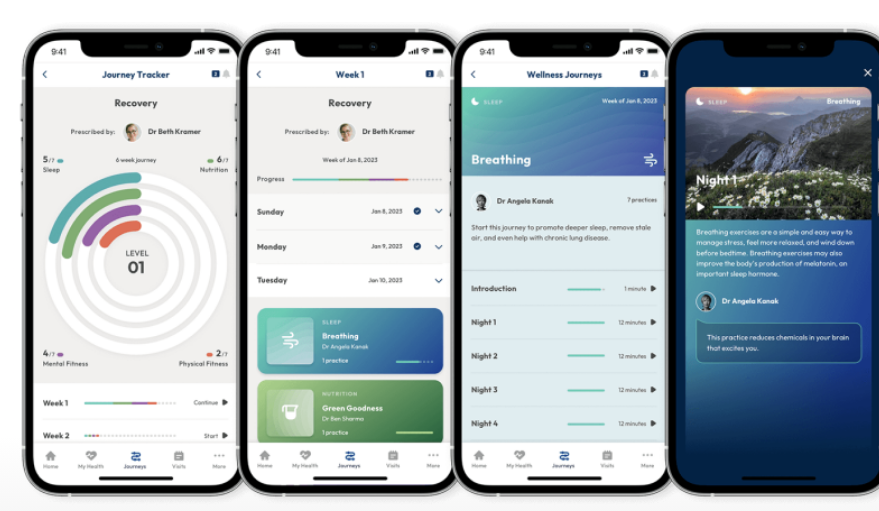 9:41
Journey Tracker
Recovery
Prescribed by: Dr Beth Kramer
5/7
6 week journey
6/7
Sleep
Nutrition
LEVEL
01
4/7
2/7
Mental Fitness
Physical Fitness
Week 1 Continue
Week 2 Start
Home My Health Journeys Visits More
9:41
Week 1
Recovery
Prescribed by: Dr Beth Kramer
Week of Jan 8, 2023
Progress
Sunday Jan 8, 2023
Monday Jan 9, 2023
Tuesday Jan 10, 2023
SLEEP
Breathing
Dr Angela Kanak
1 practice
NUTRITION
Green Goodness
Dr Ben Sharma
1 practice
Home My Health Journeys Visits More
9:41
Wellness Journeys
SLEEP Week of Jan 8, 2023
Breathing
Dr Angela Kanak 7 practices
Start this journey to promote deeper sleep, remove stale
air, and even help with chronic lung disease.
Introduction 1 minute
Night 1 12 minutes
Night 2 12 minutes
Night 3 12 minutes
Night 4 12 minutes
Home My Health Journeys Visits More
SLEEP Breathing
Night 1
Breathing exercises are a simple and easy way to
manage stress, feel more relaxed, and wind down
before bedtime. Breathing exercises may also
improve the body's production of melatonin, an
important sleep hormone.
Dr Angela Kanak
This practice reduces chemicals in your brain
that excites you.